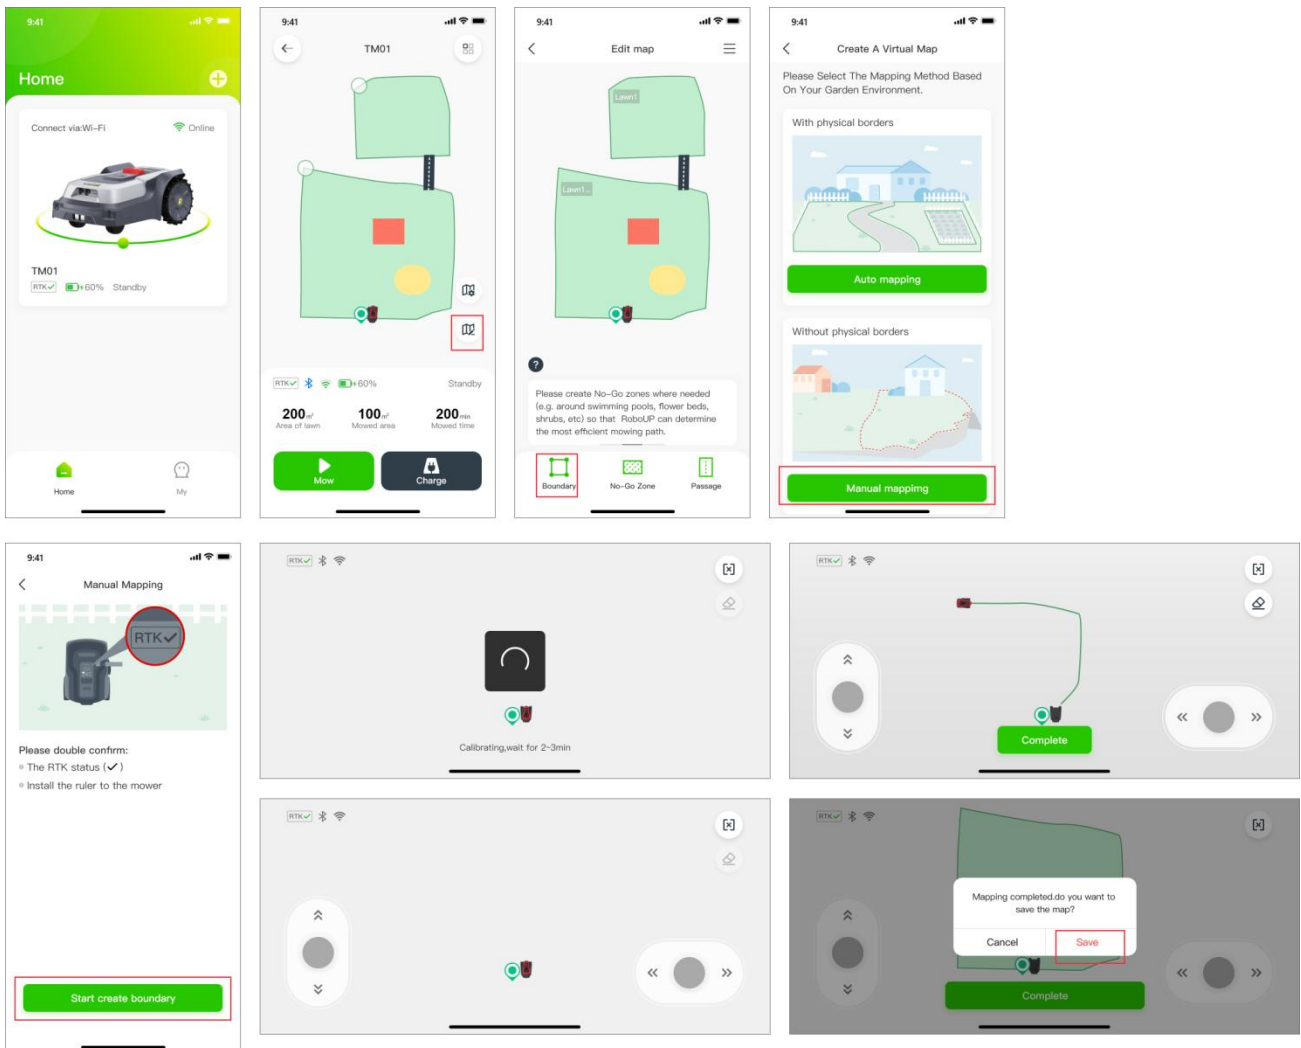 9:41
Home
Connect via:Wi-Fi
Online
TM01
RTK
60%
Standby
Home
My
9:41
TM01
RTK
60%
Standby
200㎡
100㎡
200min
Area of lawn
Mowed area
Mowed time
Mow
Charge
9:41
Edit map
Lawn1
Lawn1...
?
Please create No-Go zones where needed
(e.g. around swimming pools, flower beds,
shrubs, etc) so that RoboUP can determine
the most efficient mowing path.
Boundary
No-Go Zone
Passage
9:41
Create A Virtual Map
Please Select The Mapping Method Based
On Your Garden Environment.
With physical borders
Auto mapping
Without physical borders
Manual mappimg
9:41
Manual Mapping
RTK
Please double confirm:
The RTK status (✓)
Install the ruler to the mower
Start create boundary
RTK
Calibrating,wait for 2~3min
RTK
Complete
RTK
RTK
Mapping completed.do you want to
save the map?
Cancel
Save
Complete